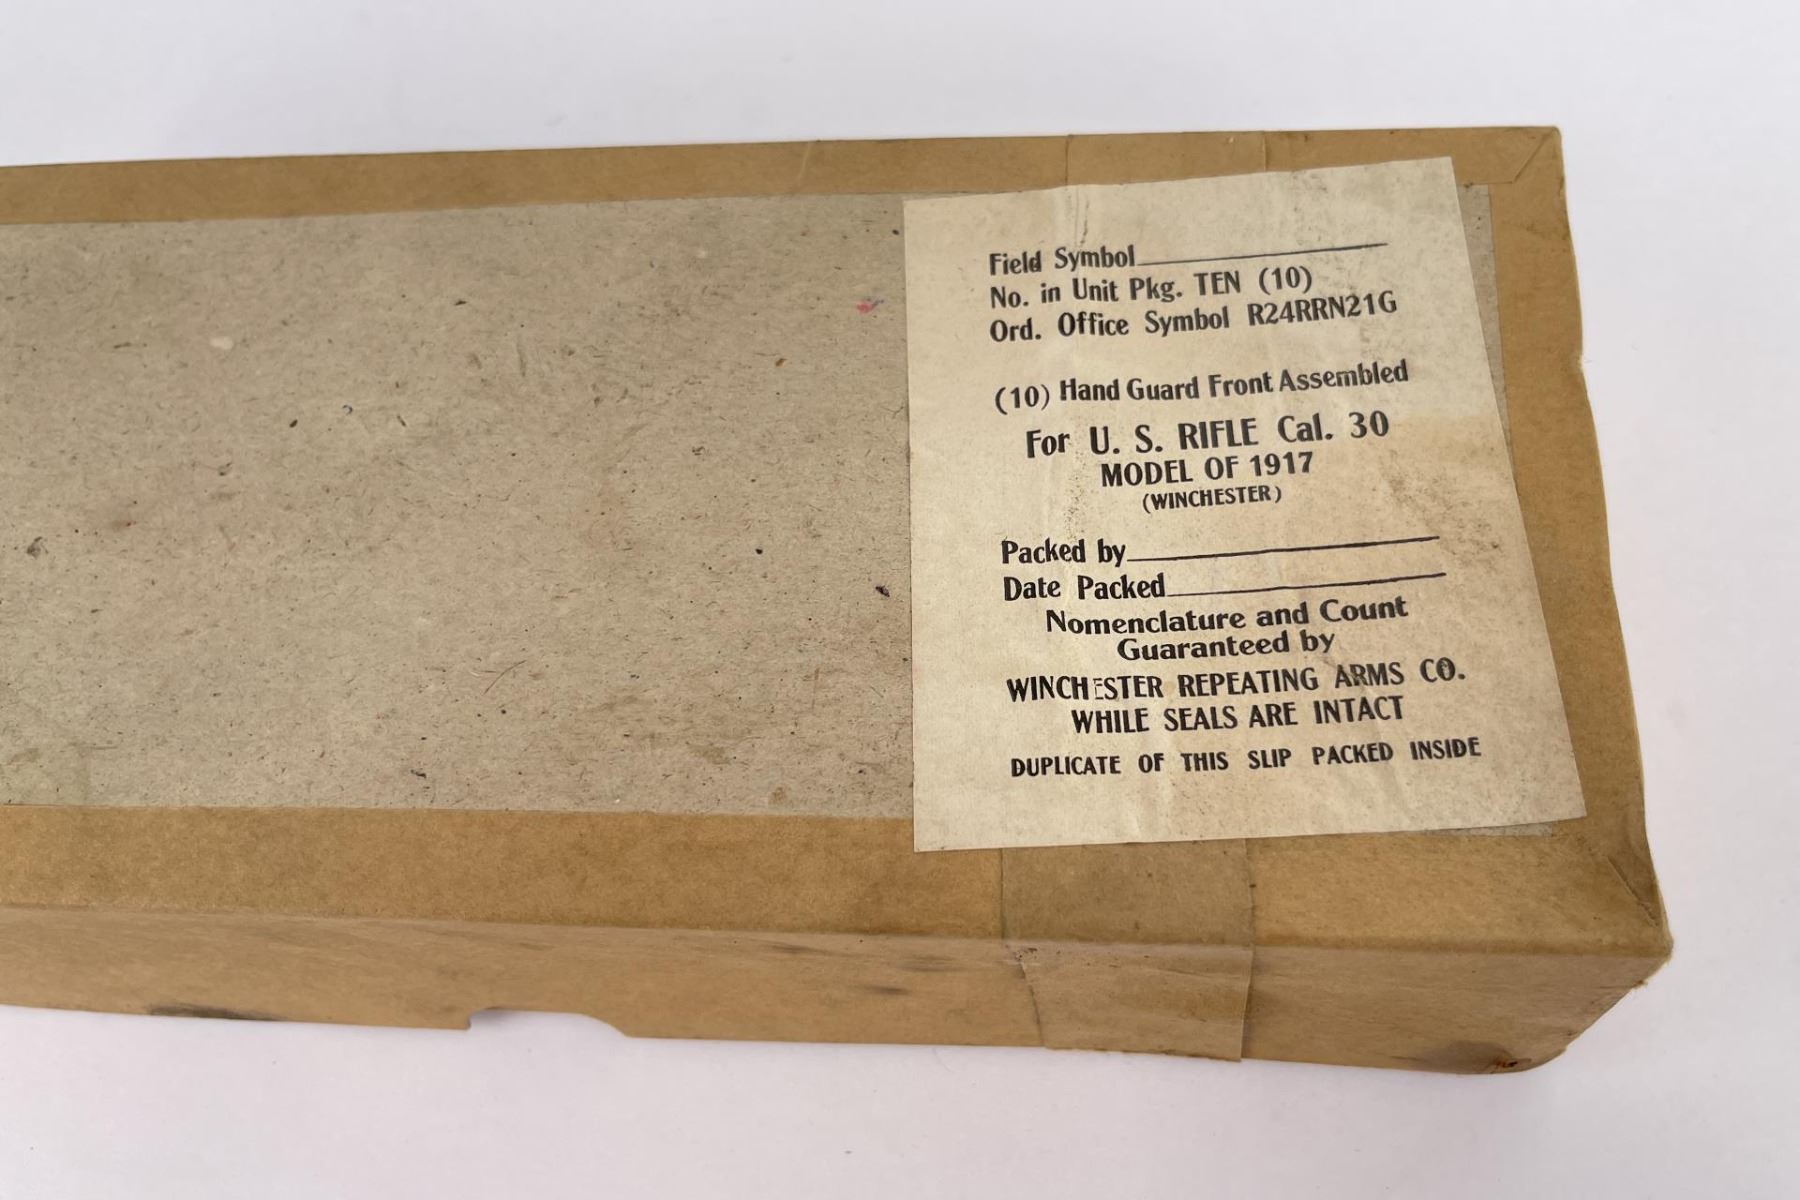 Field Symbol
No. in Unit Pkg. TEN (10)
Ord. Office Symbol R24RRN21G
(10) Hand Guard Front Assembled
For U. S. RIFLE Cal. 30
MODEL OF 1917
(WINCHESTER)
Packed by
Date Packed
Nomenclature and Count
Guaranteed by
WINCHESTER REPEATING ARMS CO.
WHILE SEALS ARE INTACT
DUPLICATE OF THIS SLIP PACKED INSIDE